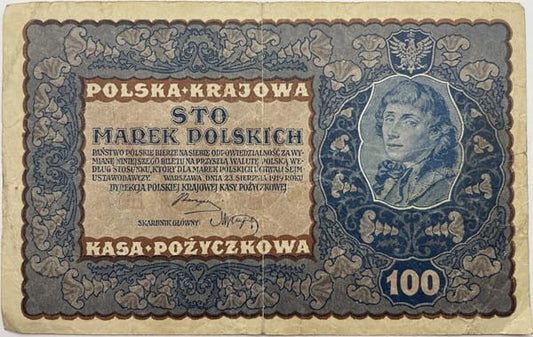 POLSKA·KRAJOWA
STO
MAREK POLSKICH
PAŃSTWO POLSKIE BIERZE NA SIEBIE ODPOWIEDZIALNOŚĆ ZA WY-
MIANĘ NINIEJSZEGO BILETU NA PRZYSZŁĄ WALUTĘ POLSKĄ WE-
DŁUG STOSUNKU, KTÓRY DLA MAREK POLSKICH UCHWALI SEJM
USTAWODAWCZY. WARSZAWA, DNIA 23. SIERPNIA 1919 ROKU
DYREKCJA POLSKIEJ KRAJOWEJ KASY POŻYCZKOWEJ.
SKARBNIK GŁÓWNY:
KASA·POŻYCZKOWA
100